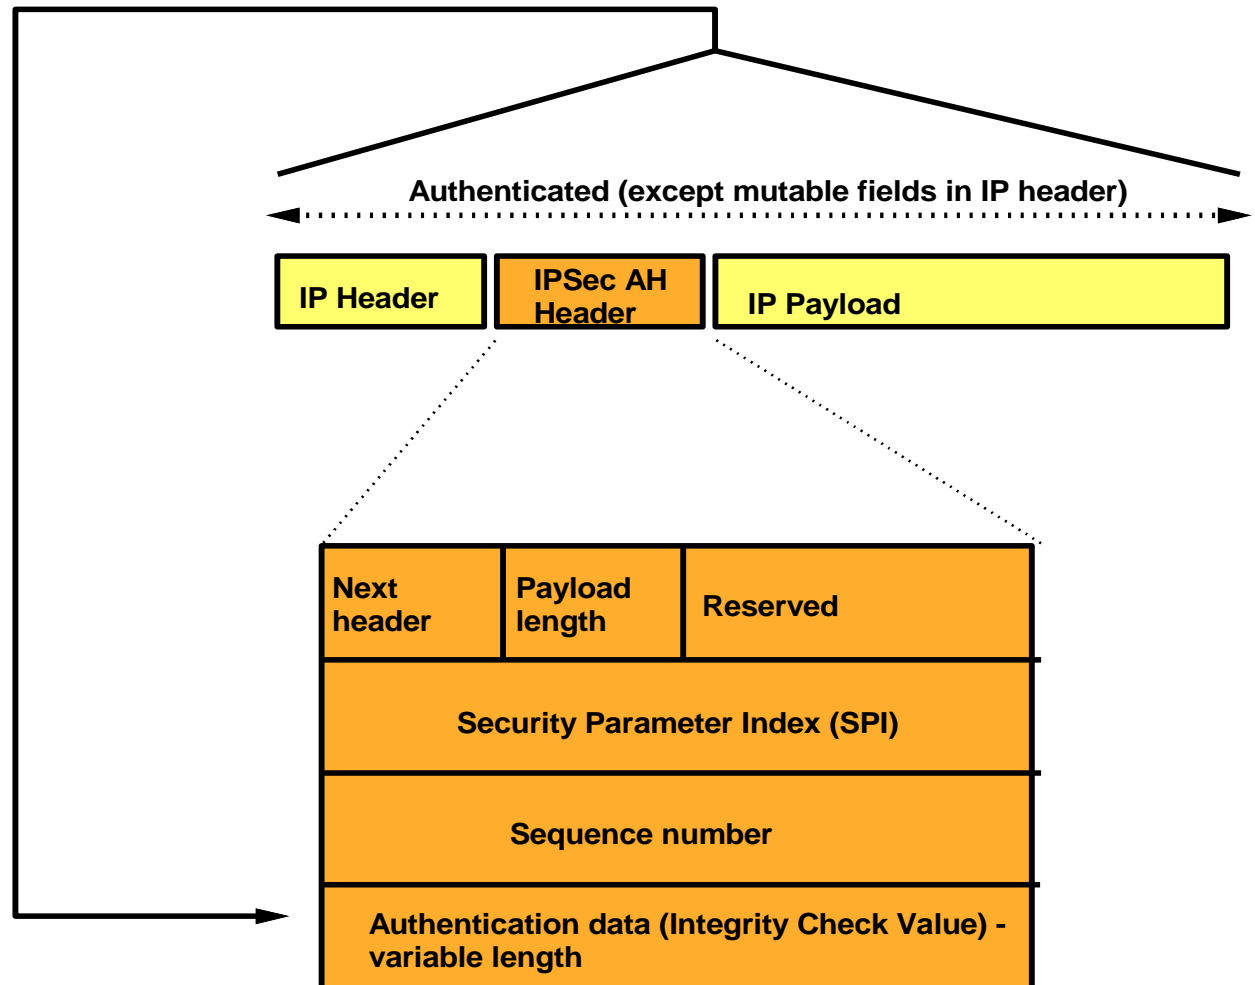 Authenticated (except mutable fields in IP header)
IP Header
IPSec AH
Header
IP Payload
Next
header
Payload
length
Reserved
Security Parameter Index (SPI)
Sequence number
Authentication data (Integrity Check Value) -
variable length